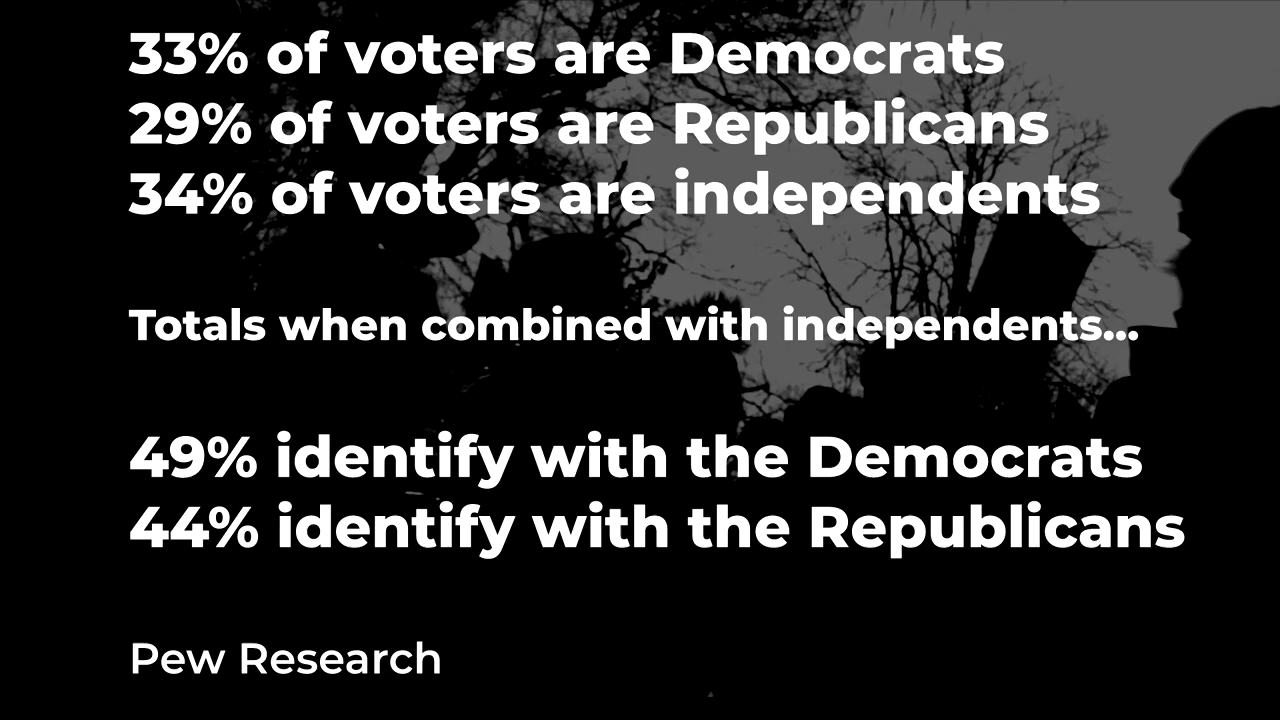 33% of voters are Democrats
29% of voters are Republicans
34% of voters are independents
Totals when combined with independents...
49% identify with the Democrats
44% identify with the Republicans
Pew Research